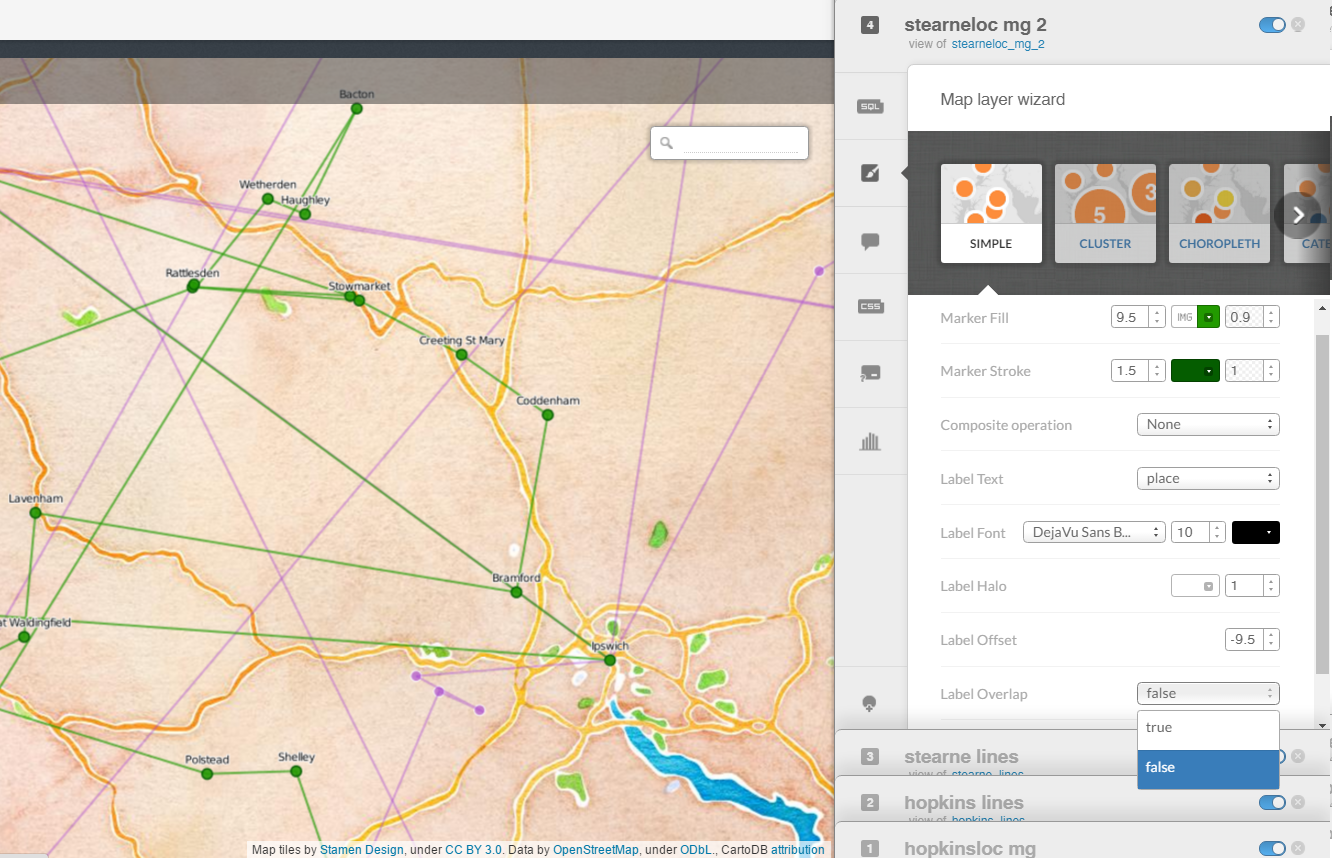 Bacton
Wetherden
Haughley
Rattlesden
Stowmarket
Creeting St Mary
Coddenham
Lavenham
Bramford
at Waldingfield
Ipswich
Polstead
Shelley
Map tiles by Stamen Design, under CC BY 3.0. Data by OpenStreetMap, under ODbL., CartoDB attribution
4
stearneloc mg 2
view of stearneloc_mg_2
SQL
CSS
?
Map layer wizard
5
3
SIMPLE
CLUSTER
CHOROPLETH
CATE
Marker Fill
9.5
IMG
0.9
Marker Stroke
1.5
1
Composite operation
None
Label Text
place
Label Font
DejaVu Sans B...
10
Label Halo
1
Label Offset
-9.5
Label Overlap
false
true
false
3
stearne lines
view of stearne_lines
2
hopkins lines
view of hopkins_lines
1
hopkinsloc mg